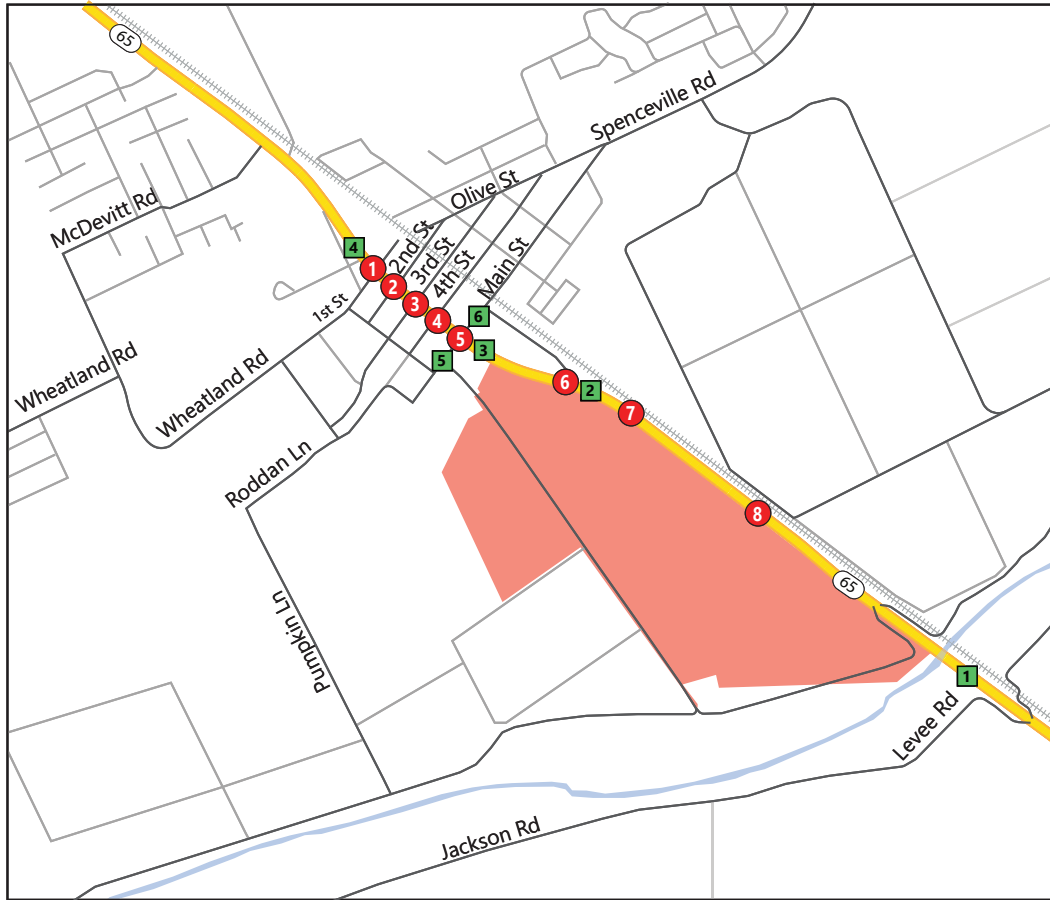 65
Spenceville Rd
Olive St
McDevitt Rd
2nd St
3rd St
4th St
Main St
4
1
2
3
4
5
6
3
5
1st St
Wheatland Rd
Wheatland Rd
6
2
7
Roddan Ln
8
65
Pumpkin Ln
1
Levee Rd
Jackson Rd